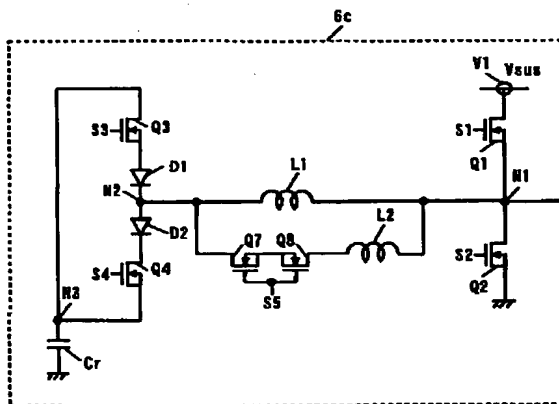 6c
V1 Vsus
S3 Q3
S1
Q1
D1
L1
N1
N2
D2
L2
Q7 Q8
S4 Q4
S2
Q2
S5
N3
Cr